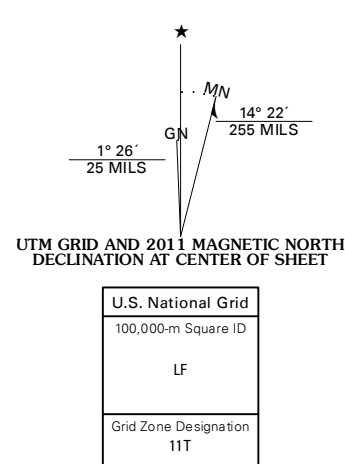 ★
MN
GN
14° 22´
255 MILS
1° 26´
25 MILS
UTM GRID AND 2011 MAGNETIC NORTH
DECLINATION AT CENTER OF SHEET
U.S. National Grid
100,000-m Square ID
LF
Grid Zone Designation
11T